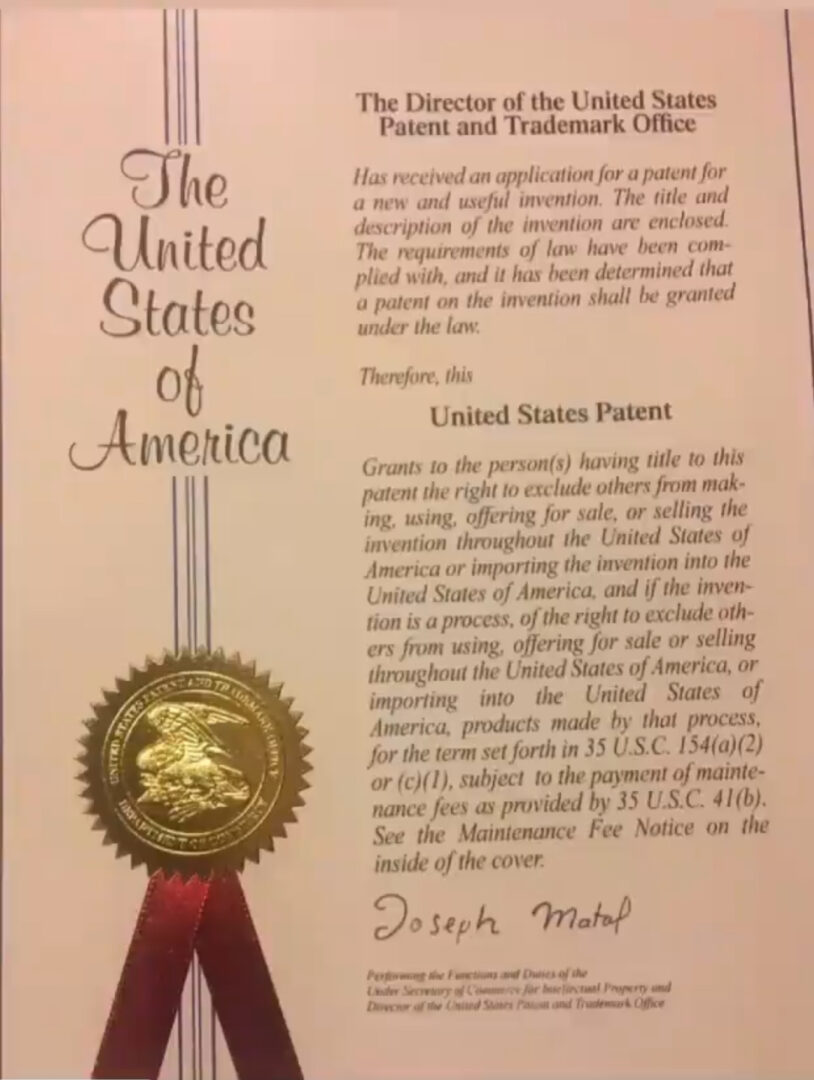 The
United
States
of
America
UNITED STATES PATENT AND TRADEMARK OFFICE
DEPARTMENT OF COMMERCE
The Director of the United States
Patent and Trademark Office
Has received an application for a patent for
a new and useful invention. The title and
description of the invention are enclosed.
The requirements of law have been com-
plied with, and it has been determined that
a patent on the invention shall be granted
under the law.
Therefore, this
United States Patent
Grants to the person(s) having title to this
patent the right to exclude others from mak-
ing, using, offering for sale, or selling the
invention throughout the United States of
America or importing the invention into the
United States of America, and if the inven-
tion is a process, of the right to exclude oth-
ers from using, offering for sale or selling
throughout the United States of America, or
importing into the United States of
America, products made by that process,
for the term set forth in 35 U.S.C. 154(a)(2)
or (c)(1), subject to the payment of mainte-
nance fees as provided by 35 U.S.C. 41(b).
See the Maintenance Fee Notice on the
inside of the cover.
Joseph Matal
Performing the Functions and Duties of the
Under Secretary of Commerce for Intellectual Property and
Director of the United States Patent and Trademark Office